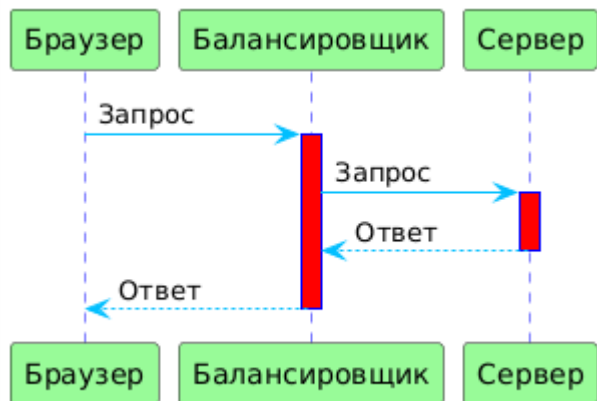 Браузер Балансировщик Сервер
Запрос
Запрос
Ответ
Ответ
Браузер Балансировщик Сервер